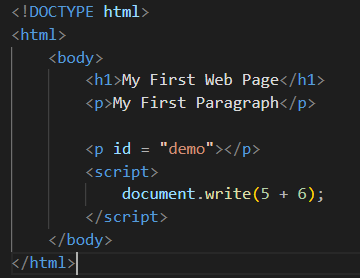 <!DOCTYPE html>
<html>
<body>
<h1>My First Web Page</h1>
<p>My First Paragraph</p>
<p id = "demo"></p>
<script>
document.write(5 + 6);
</script>
</body>
</html>